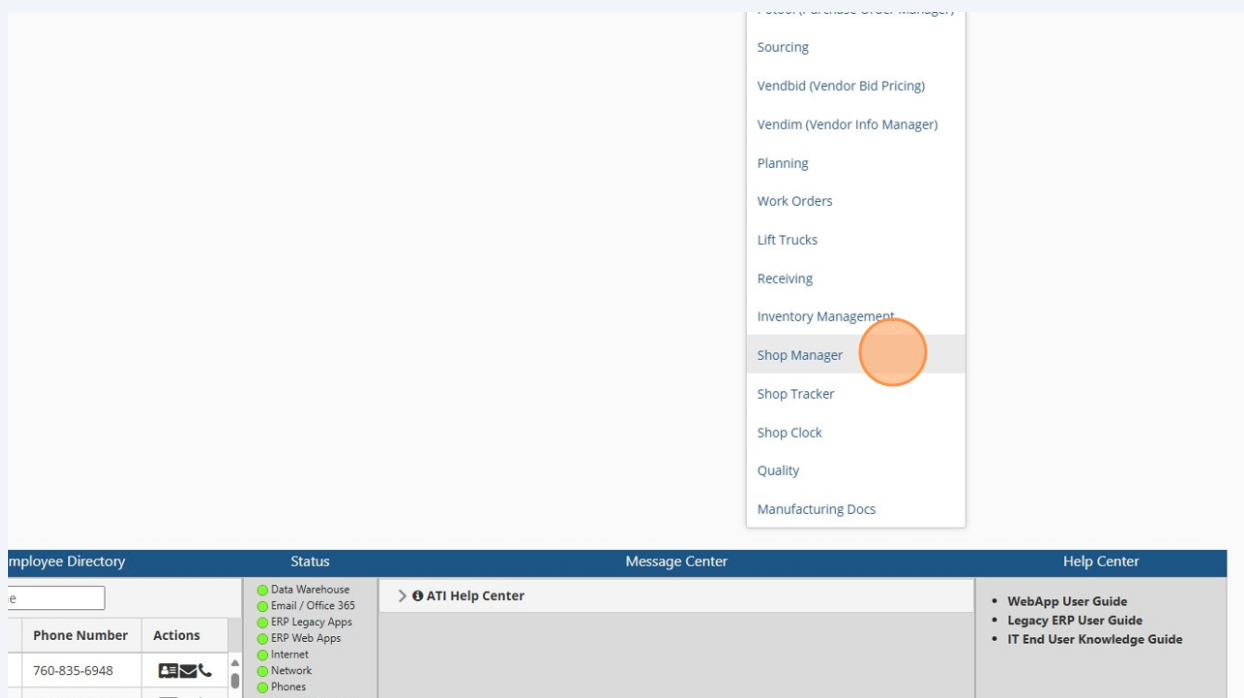 Sourcing
Vendbid (Vendor Bid Pricing)
Vendim (Vendor Info Manager)
Planning
Work Orders
Lift Trucks
Receiving
Inventory Management
Shop Manager
Shop Tracker
Shop Clock
Quality
Manufacturing Docs
mployee Directory
Status
Message Center
Help Center
Data Warehouse
Email / Office 365
ERP Legacy Apps
ERP Web Apps
Internet
Network
Phones
ATI Help Center
• WebApp User Guide
• Legacy ERP User Guide
• IT End User Knowledge Guide
Phone Number
Actions
760-835-6948